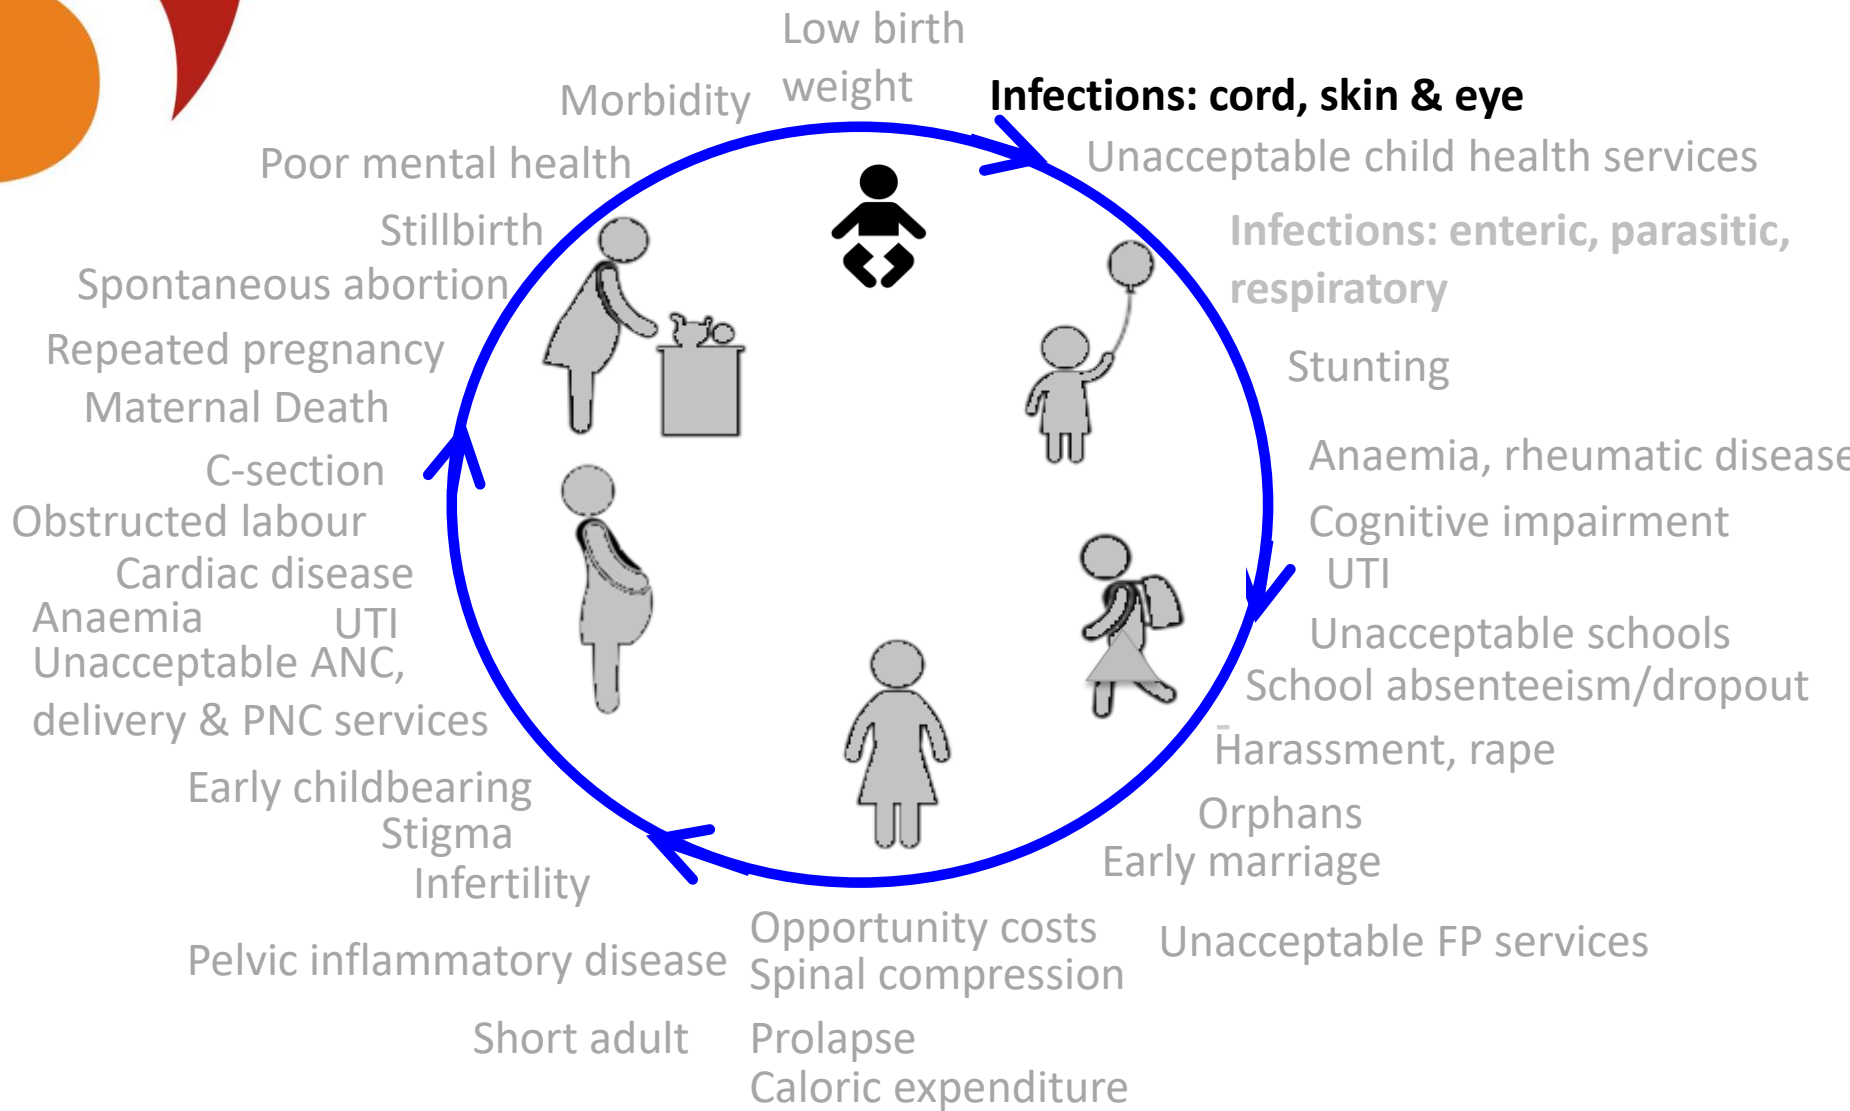 Low birth
weight
Infections: cord, skin & eye
Unacceptable child health services
Infections: enteric, parasitic,
respiratory
Stunting
Anaemia, rheumatic disease
Cognitive impairment
UTI
Unacceptable schools
School absenteeism/dropout
Harassment, rape
Orphans
Early marriage
Unacceptable FP services
Opportunity costs
Spinal compression
Prolapse
Caloric expenditure
Short adult
Pelvic inflammatory disease
Infertility
Stigma
Early childbearing
Unacceptable ANC,
delivery & PNC services
Anaemia
UTI
Cardiac disease
Obstructed labour
C-section
Maternal Death
Repeated pregnancy
Spontaneous abortion
Stillbirth
Poor mental health
Morbidity